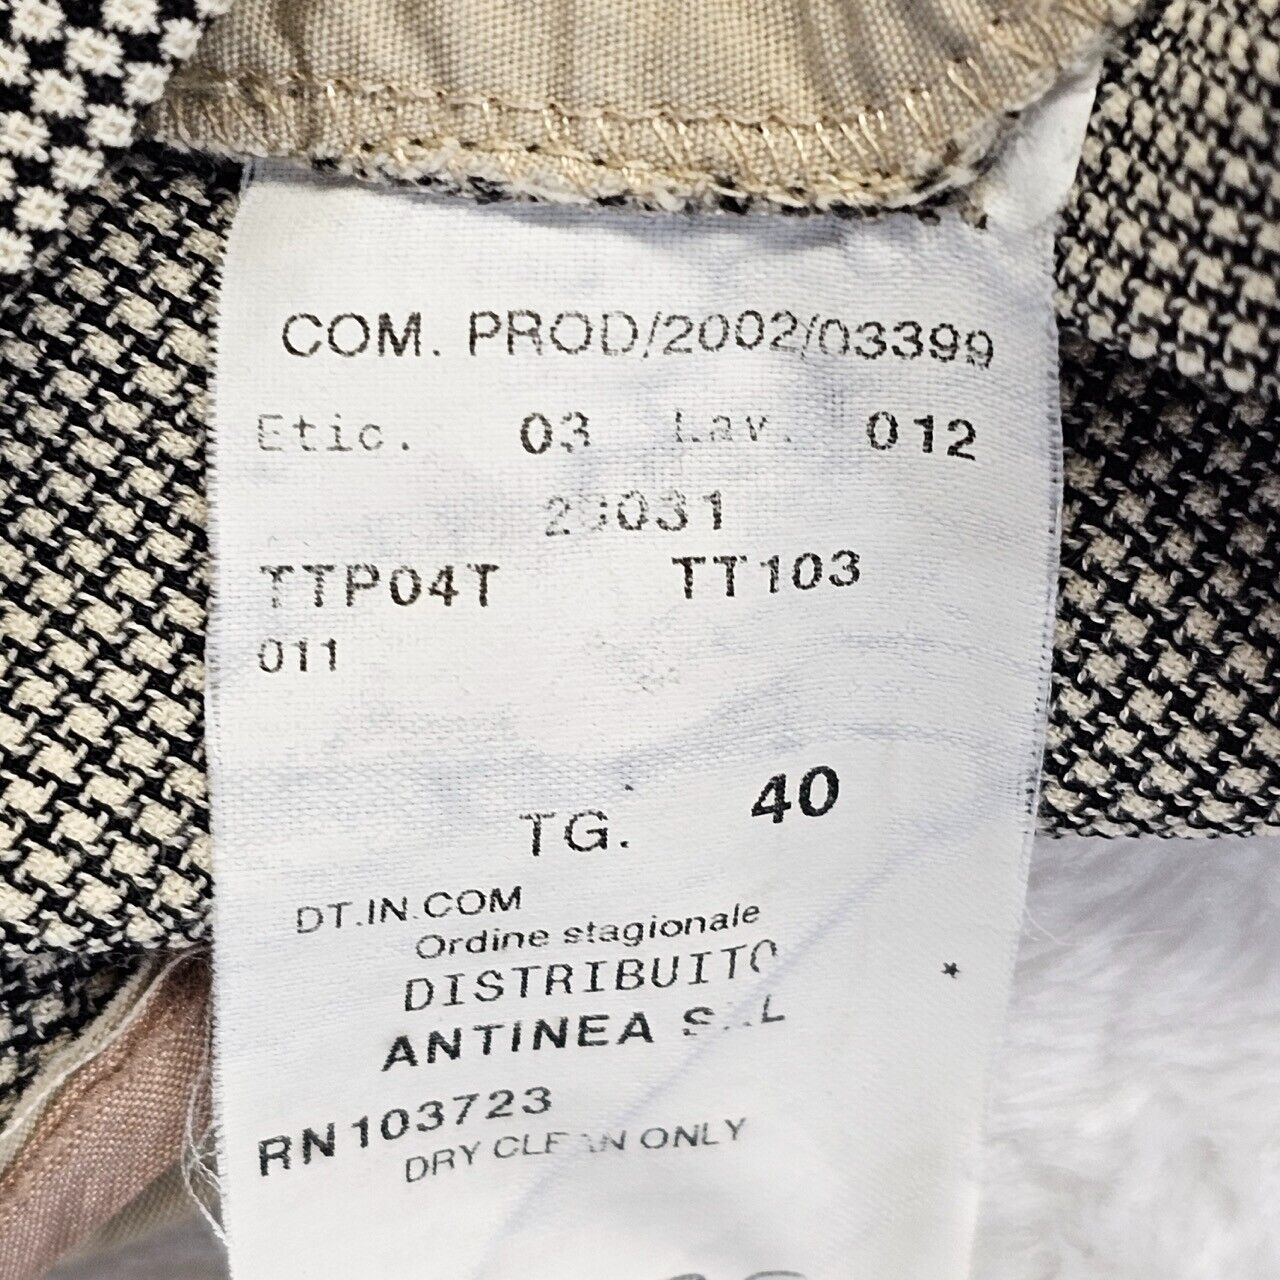 COM. PROD/2002/03399
Etic. 03 Lav. 012
TTP04T TT103
011
TG. 40
DT.IN.COM
Ordine stagionale
DISTRIBUITO
ANTINEA
RN103723
DRY CLEAN ONLY